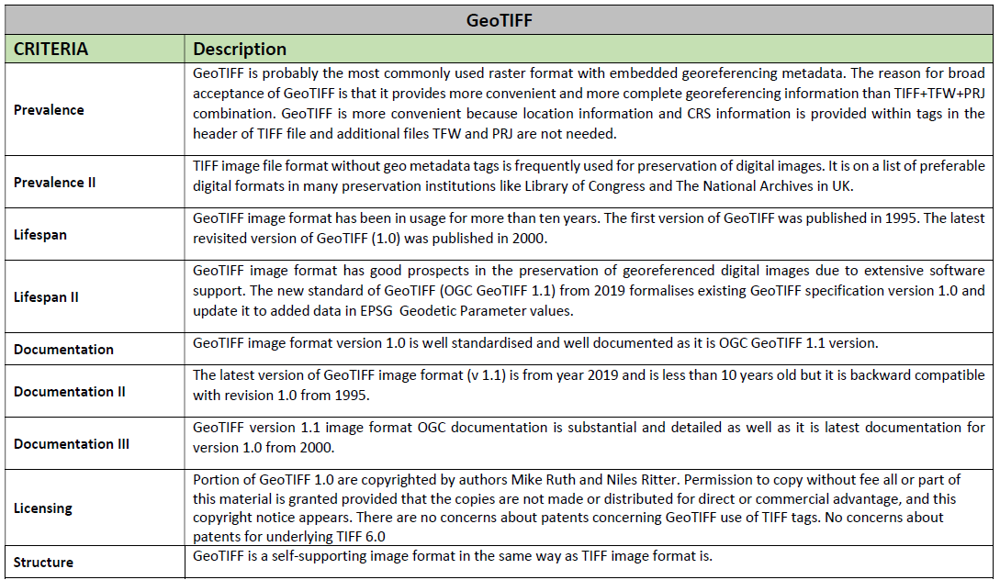 GeoTIFF
CRITERIA
Description
Prevalence
GeoTIFF is probably the most commonly used raster format with embedded georeferencing metadata. The reason for broad
acceptance of GeoTIFF is that it provides more convenient and more complete georeferencing information than TIFF+TFW+PRJ
combination. GeoTIFF is more convenient because location information and CRS information is provided within tags in the
header of TIFF file and additional files TFW and PRJ are not needed.
Prevalence II
TIFF image file format without geo metadata tags is frequently used for preservation of digital images. It is on a list of preferable
digital formats in many preservation institutions like Library of Congress and The National Archives in UK.
Lifespan
GeoTIFF image format has been in usage for more than ten years. The first version of GeoTIFF was published in 1995. The latest
revisited version of GeoTIFF (1.0) was published in 2000.
Lifespan II
GeoTIFF image format has good prospects in the preservation of georeferenced digital images due to extensive software
support. The new standard of GeoTIFF (OGC GeoTIFF 1.1) from 2019 formalises existing GeoTIFF specification version 1.0 and
update it to added data in EPSG Geodetic Parameter values.
Documentation
GeoTIFF image format version 1.0 is well standardised and well documented as it is OGC GeoTIFF 1.1 version.
Documentation II
The latest version of GeoTIFF image format (v 1.1) is from year 2019 and is less than 10 years old but it is backward compatible
with revision 1.0 from 1995.
Documentation III
GeoTIFF version 1.1 image format OGC documentation is substantial and detailed as well as it is latest documentation for
version 1.0 from 2000.
Licensing
Portion of GeoTIFF 1.0 are copyrighted by authors Mike Ruth and Niles Ritter. Permission to copy without fee all or part of
this material is granted provided that the copies are not made or distributed for direct or commercial advantage, and this
copyright notice appears. There are no concerns about patents concerning GeoTIFF use of TIFF tags. No concerns about
patents for underlying TIFF 6.0
Structure
GeoTIFF is a self-supporting image format in the same way as TIFF image format is.